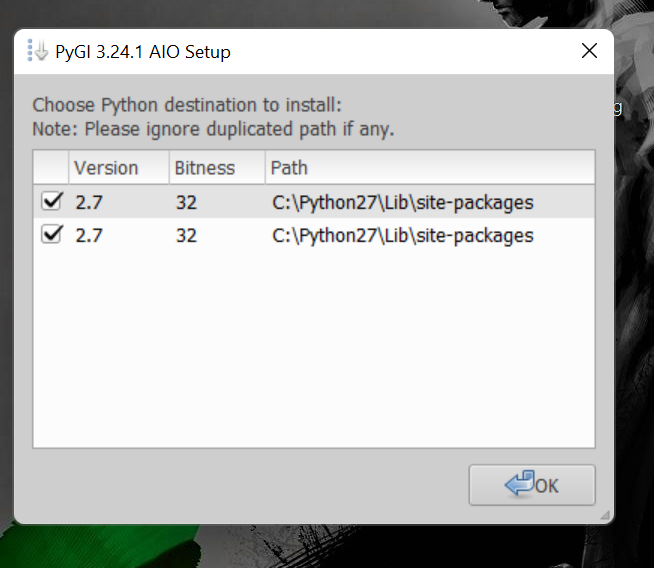 PyGI 3.24.1 AIO Setup
Choose Python destination to install:
Note: Please ignore duplicated path if any.
Version Bitness Path
2.7 32 C:\Python27\Lib\site-packages
2.7 32 C:\Python27\Lib\site-packages
OK